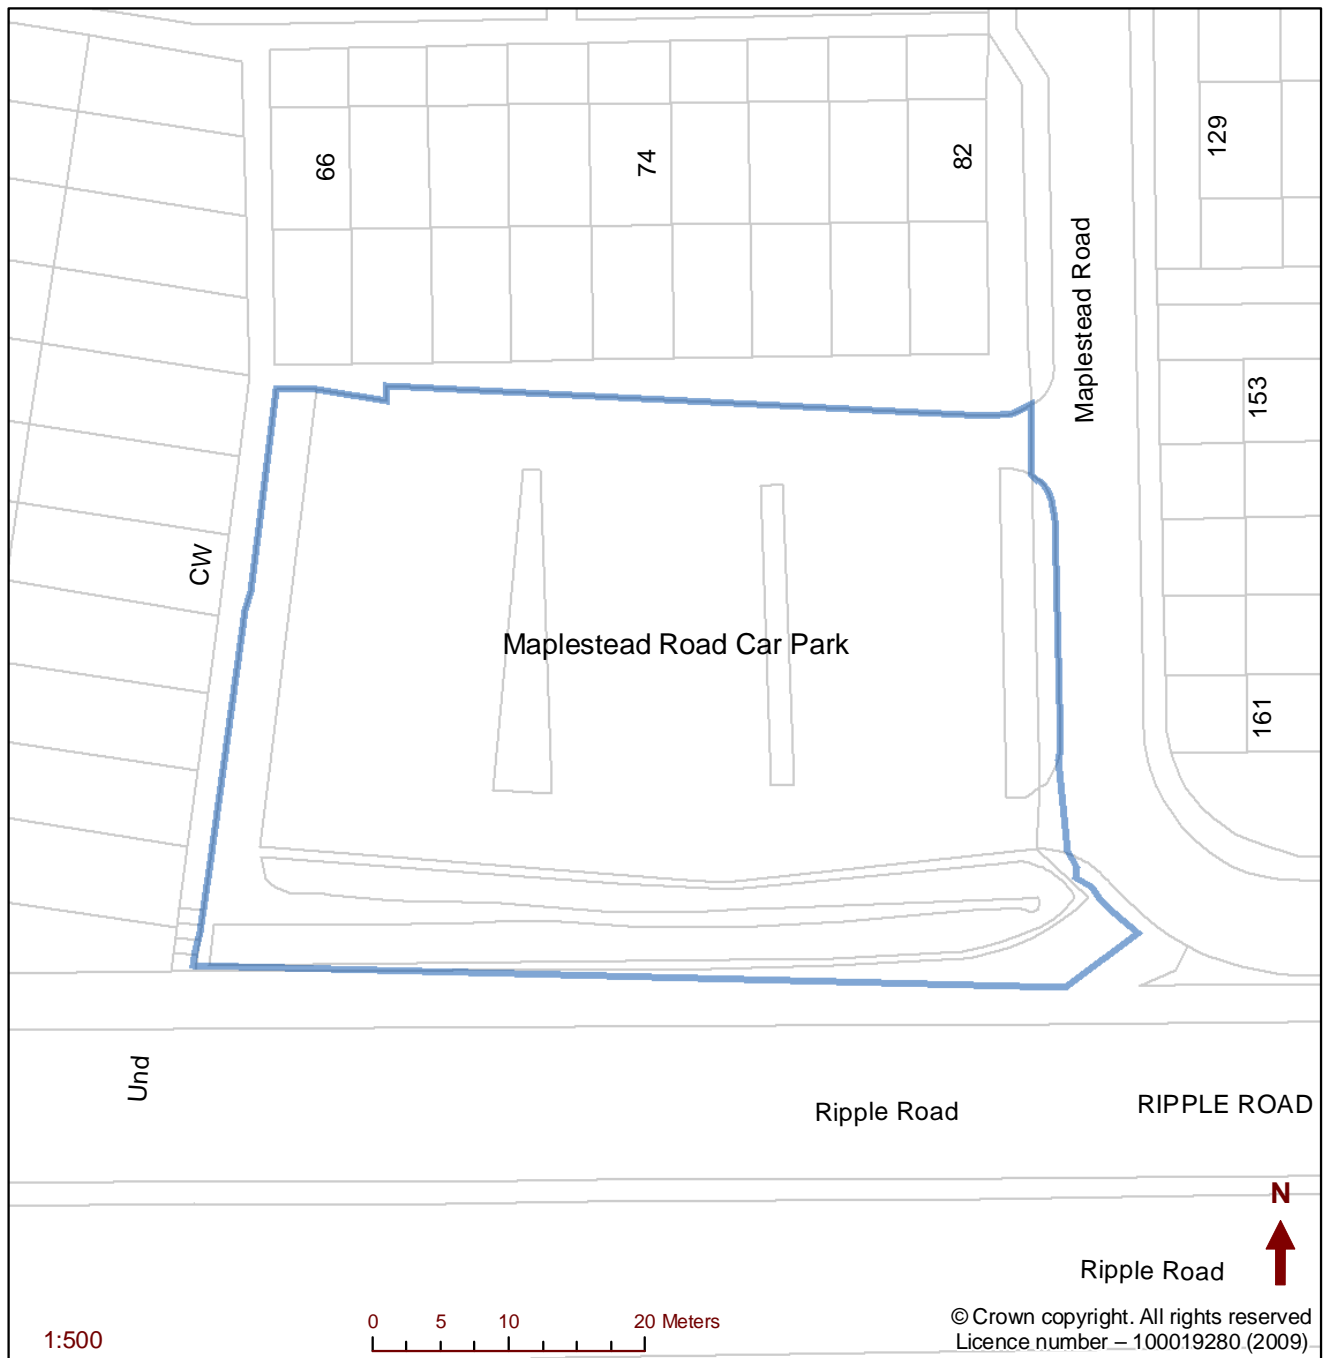 66
74
82
129
Maplestead Road
153
CW
Maplestead Road Car Park
161
Und
Ripple Road
RIPPLE ROAD
N
Ripple Road
0 5 10 20 Meters
1:500
© Crown copyright. All rights reserved
Licence number – 100019280 (2009)